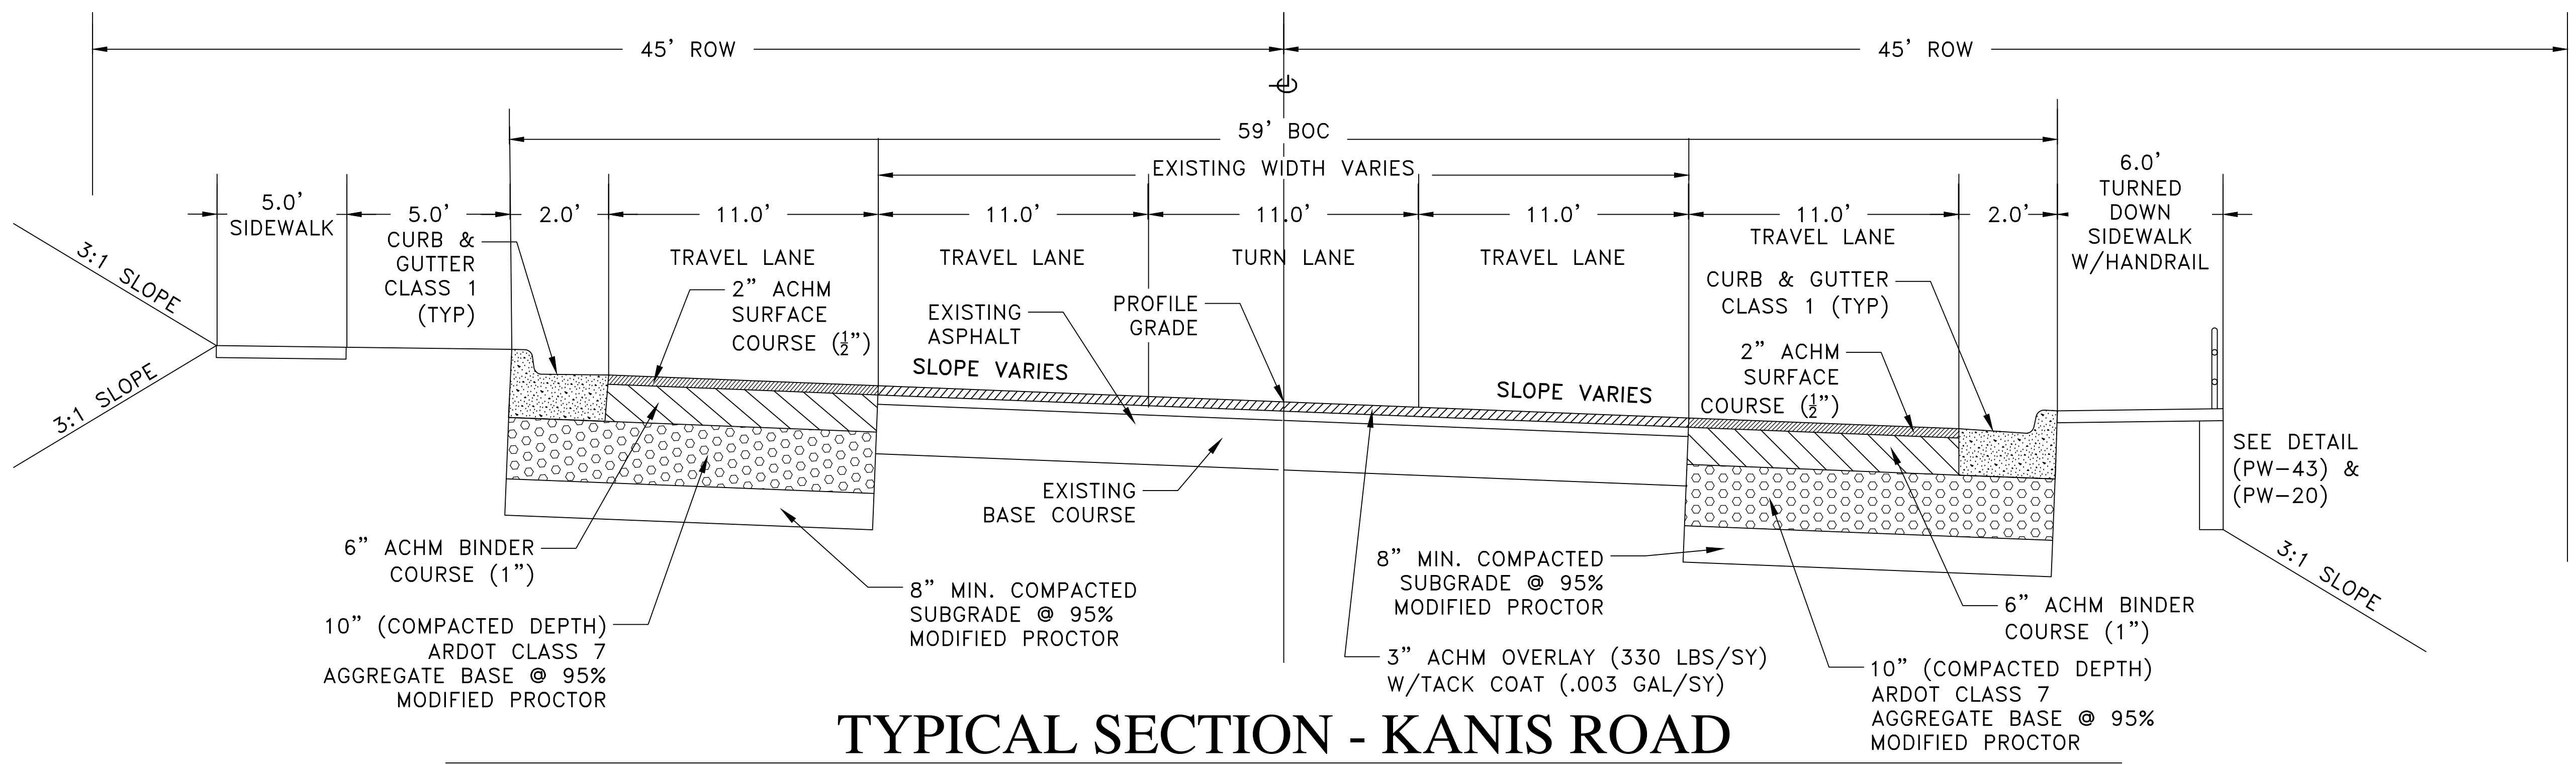 45' ROW
45' ROW
℄
59' BOC
EXISTING WIDTH VARIES
5.0'
SIDEWALK
5.0'
2.0'
11.0'
11.0'
11.0'
11.0'
11.0'
2.0'
6.0'
TURNED
DOWN
SIDEWALK
W/HANDRAIL
TRAVEL LANE
TRAVEL LANE
TURN LANE
TRAVEL LANE
TRAVEL LANE
3:1 SLOPE
3:1 SLOPE
CURB &
GUTTER
CLASS 1
(TYP)
2" ACHM
SURFACE
COURSE (½")
EXISTING
ASPHALT
SLOPE VARIES
PROFILE
GRADE
SLOPE VARIES
CURB & GUTTER
CLASS 1 (TYP)
2" ACHM
SURFACE
COURSE (½")
SEE DETAIL
(PW-43) &
(PW-20)
3:1 SLOPE
EXISTING
BASE COURSE
6" ACHM BINDER
COURSE (1")
10" (COMPACTED DEPTH)
ARDOT CLASS 7
AGGREGATE BASE @ 95%
MODIFIED PROCTOR
8" MIN. COMPACTED
SUBGRADE @ 95%
MODIFIED PROCTOR
8" MIN. COMPACTED
SUBGRADE @ 95%
MODIFIED PROCTOR
3" ACHM OVERLAY (330 LBS/SY)
W/TACK COAT (.003 GAL/SY)
6" ACHM BINDER
COURSE (1")
10" (COMPACTED DEPTH)
ARDOT CLASS 7
AGGREGATE BASE @ 95%
MODIFIED PROCTOR
TYPICAL SECTION - KANIS ROAD